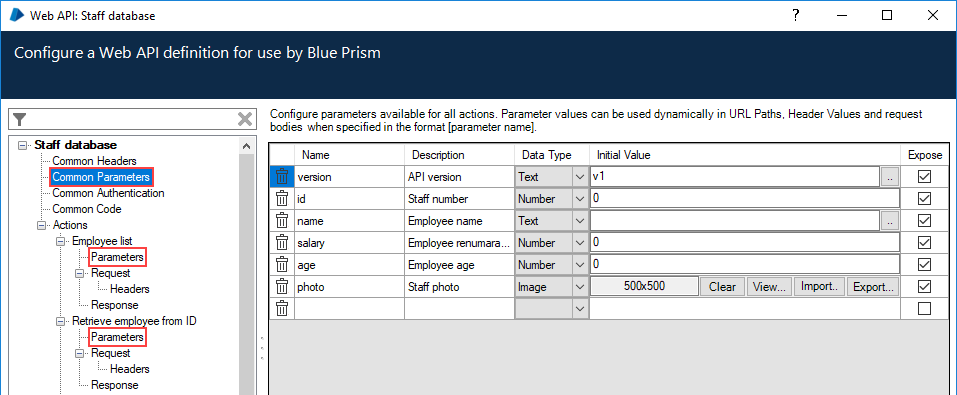 Web API: Staff database
?
Configure a Web API definition for use by Blue Prism
Configure parameters available for all actions. Parameter values can be used dynamically in URL Paths, Header Values and request
bodies when specified in the format [parameter name].
Staff database
Common Headers
Common Parameters
Common Authentication
Common Code
Actions
Employee list
Parameters
Request
Headers
Response
Retrieve employee from ID
Parameters
Request
Headers
Response
Name Description Data Type Initial Value Expose
version API version Text v1 ..
id Staff number Number 0
name Employee name Text ..
salary Employee renumara... Number 0
age Employee age Number 0
photo Staff photo Image 500x500 Clear View... Import.. Export...